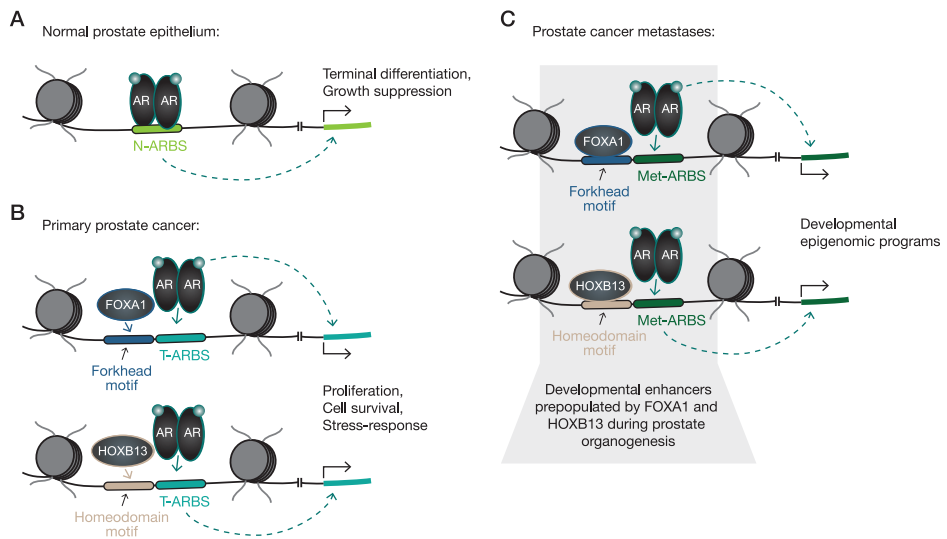 A
Normal prostate epithelium:
AR
AR
N-ARBS
Terminal differentiation,
Growth suppression
B
Primary prostate cancer:
FOXA1
AR
AR
T-ARBS
Forkhead
motif
HOXB13
AR
AR
T-ARBS
Homeodomain
motif
Proliferation,
Cell survival,
Stress-response
C
Prostate cancer metastases:
FOXA1
AR
AR
Met-ARBS
Forkhead
motif
HOXB13
AR
AR
Met-ARBS
Homeodomain
motif
Developmental
epigenomic programs
Developmental enhancers
prepopulated by FOXA1 and
HOXB13 during prostate
organogenesis